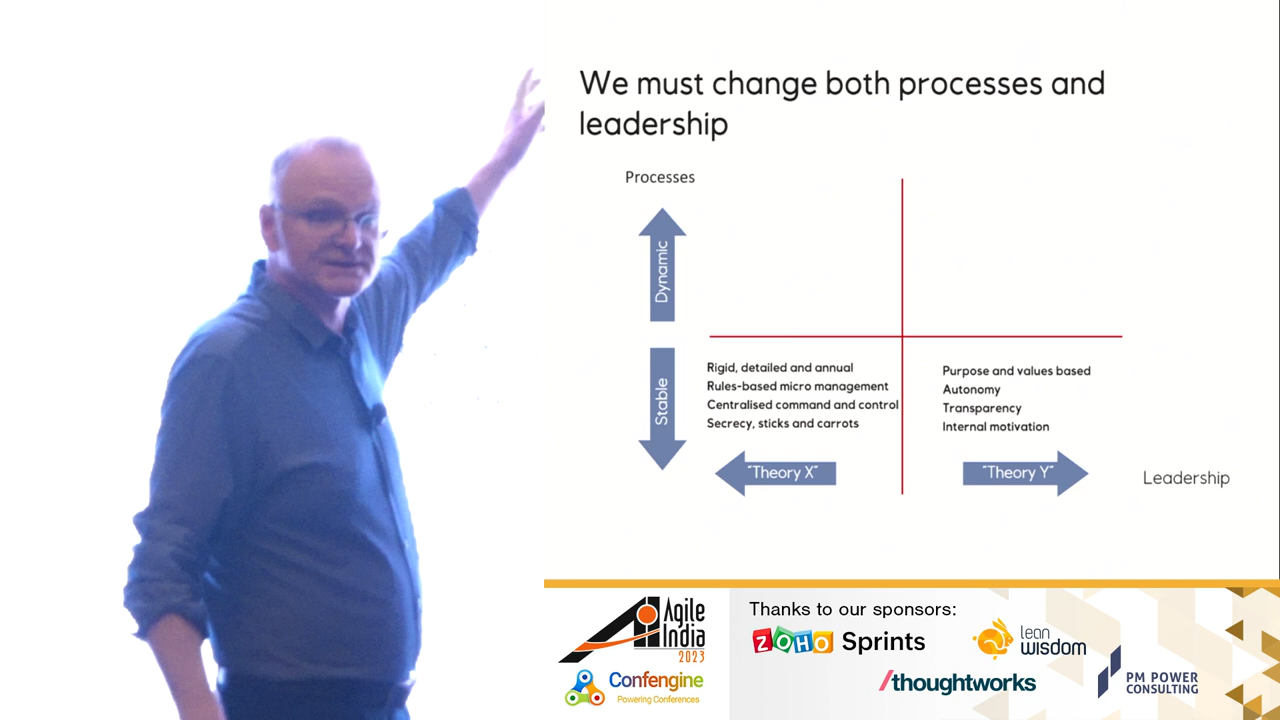 We must change both processes and
leadership
Processes
Dynamic
Stable
Rigid, detailed and annual
Rules-based micro management
Centralised command and control
Secrecy, sticks and carrots
Purpose and values based
Autonomy
Transparency
Internal motivation
"Theory X"
"Theory Y"
Leadership
Agile
India
2023
Confengine
Powering Conferences
Thanks to our sponsors:
ZOHO Sprints
lean
wisdom
/thoughtworks
PM POWER
CONSULTING